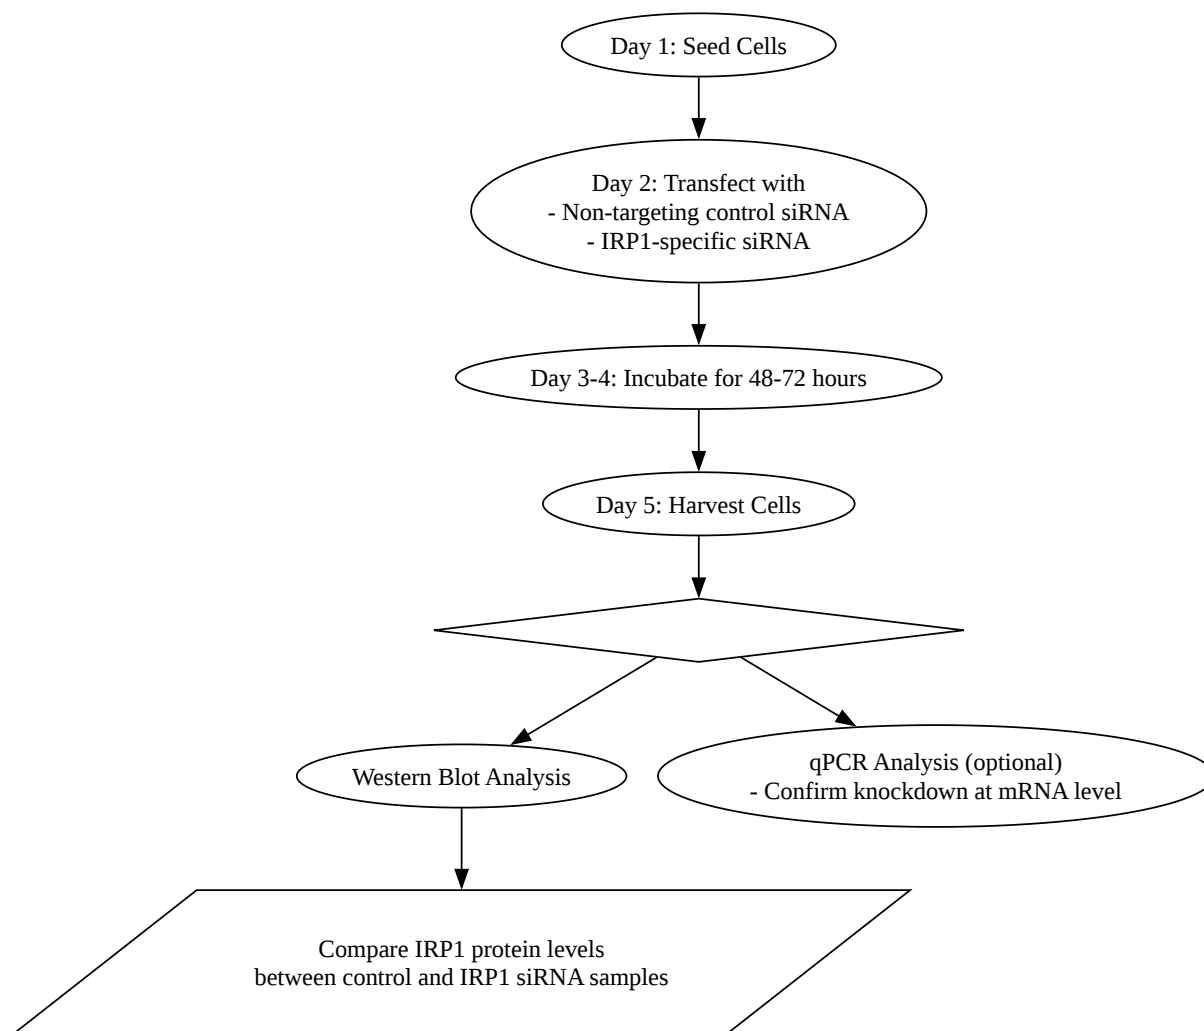 Day 1: Seed Cells
Day 2: Transfect with
- Non-targeting control siRNA
- IRP1-specific siRNA
Day 3-4: Incubate for 48-72 hours
Day 5: Harvest Cells
Western Blot Analysis
qPCR Analysis (optional)
- Confirm knockdown at mRNA level
Compare IRP1 protein levels
between control and IRP1 siRNA samples